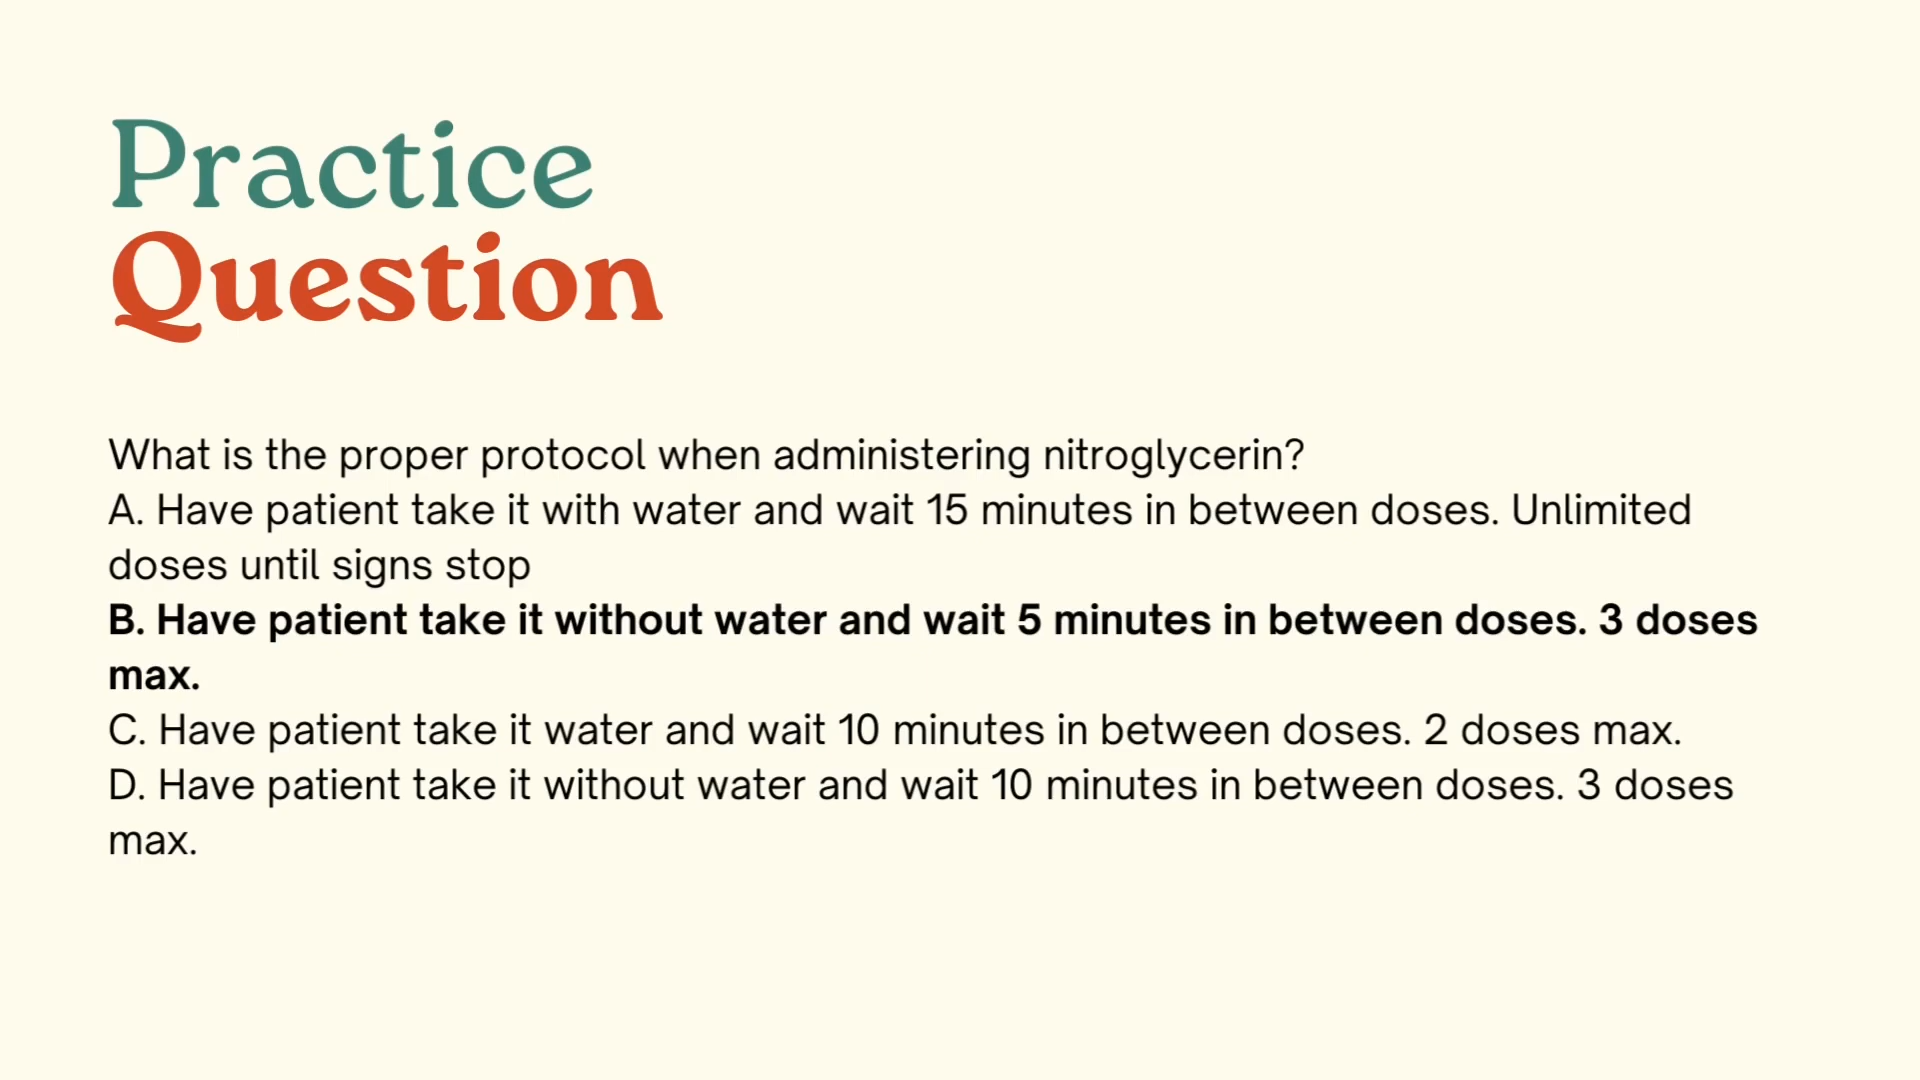 Practice
Question
What is the proper protocol when administering nitroglycerin?
A. Have patient take it with water and wait 15 minutes in between doses. Unlimited
doses until signs stop
B. Have patient take it without water and wait 5 minutes in between doses. 3 doses
max.
C. Have patient take it water and wait 10 minutes in between doses. 2 doses max.
D. Have patient take it without water and wait 10 minutes in between doses. 3 doses
max.